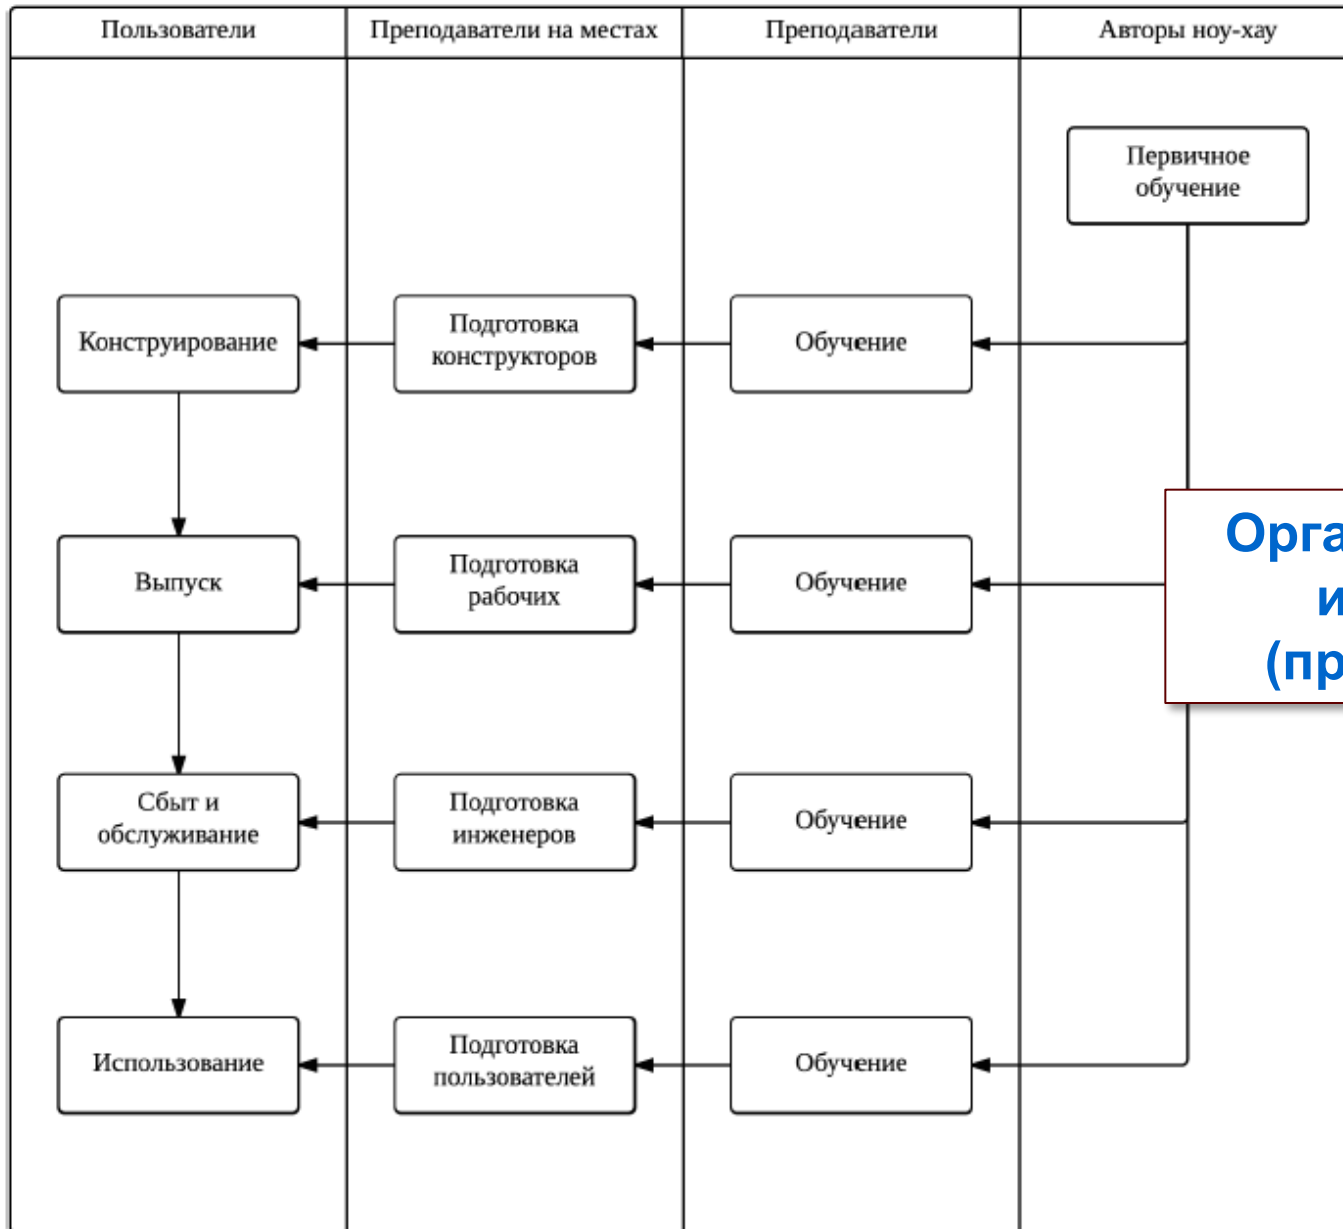 Пользователи
Преподаватели на местах
Преподаватели
Авторы ноу-хау
Первичное
обучение
Конструирование
Подготовка
конструкторов
Обучение
Выпуск
Подготовка
рабочих
Обучение
Сбыт и
обслуживание
Подготовка
инженеров
Обучение
Использование
Подготовка
пользователей
Обучение